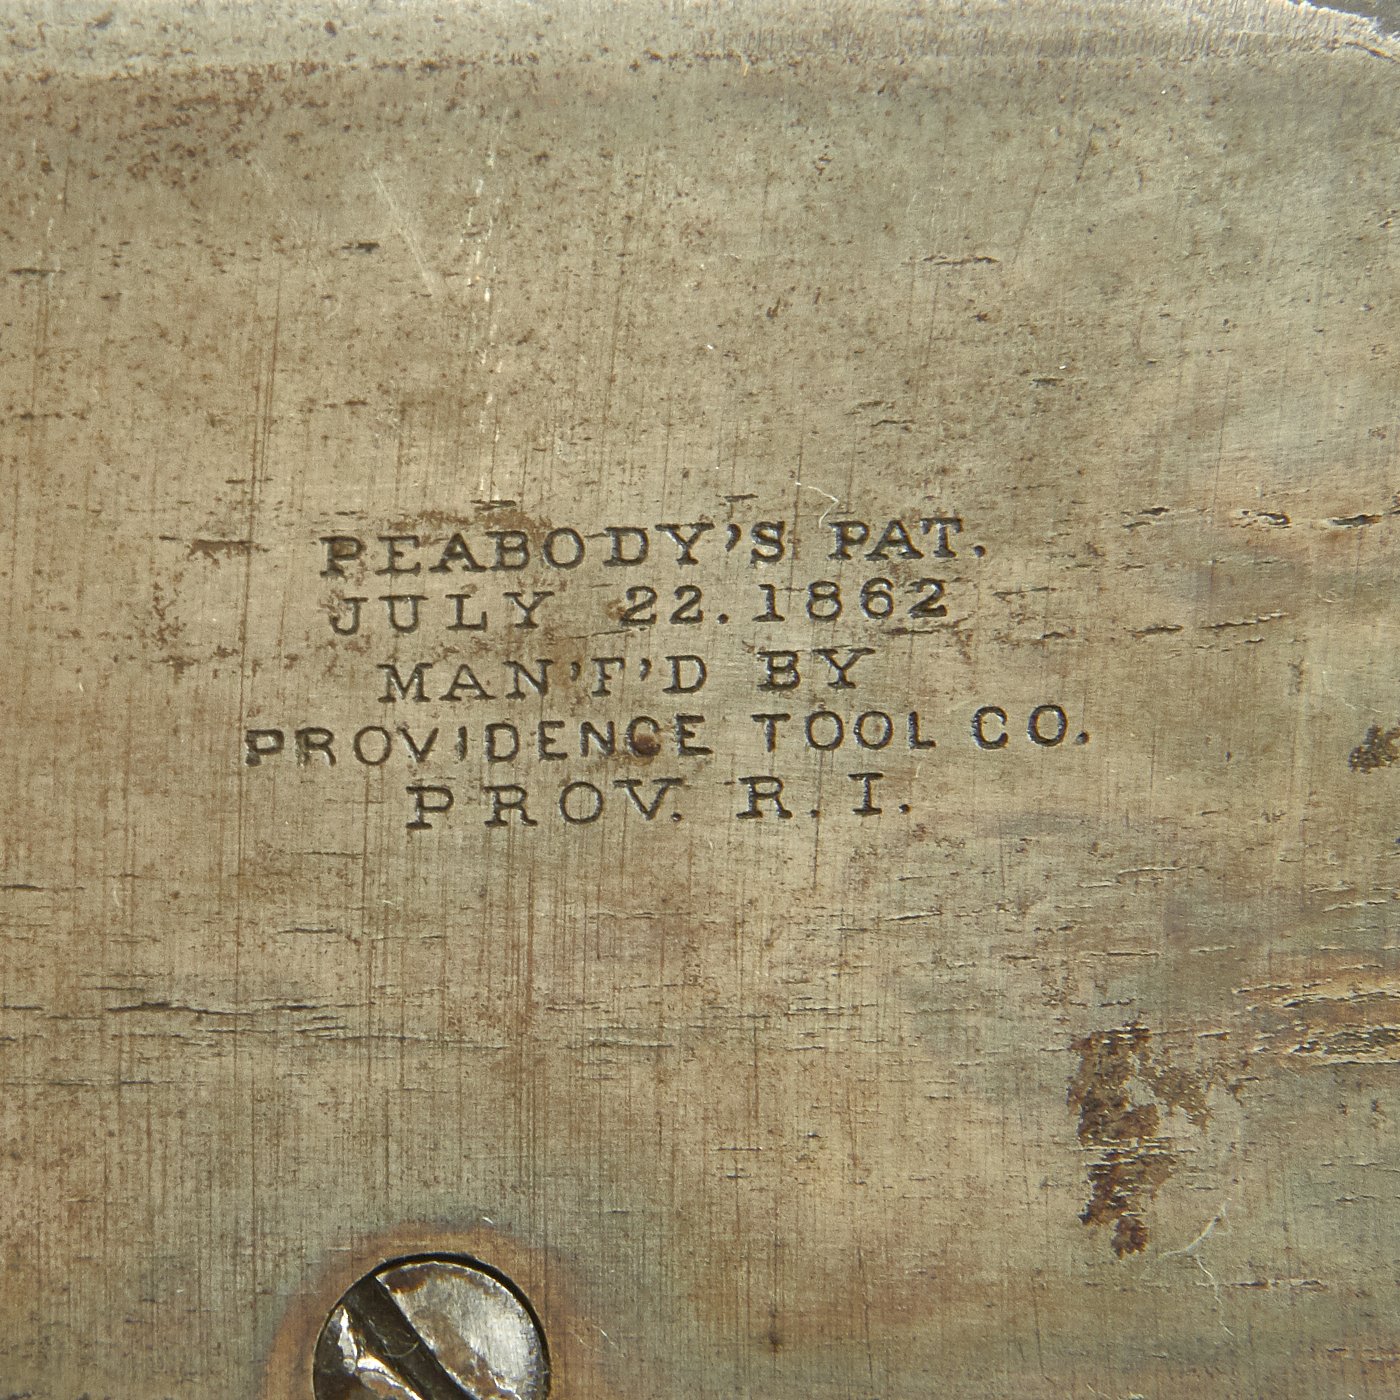 PEABODY'S PAT.
JULY 22.1862
MAN'F'D BY
PROVIDENCE TOOL CO.
PROV. R.I.